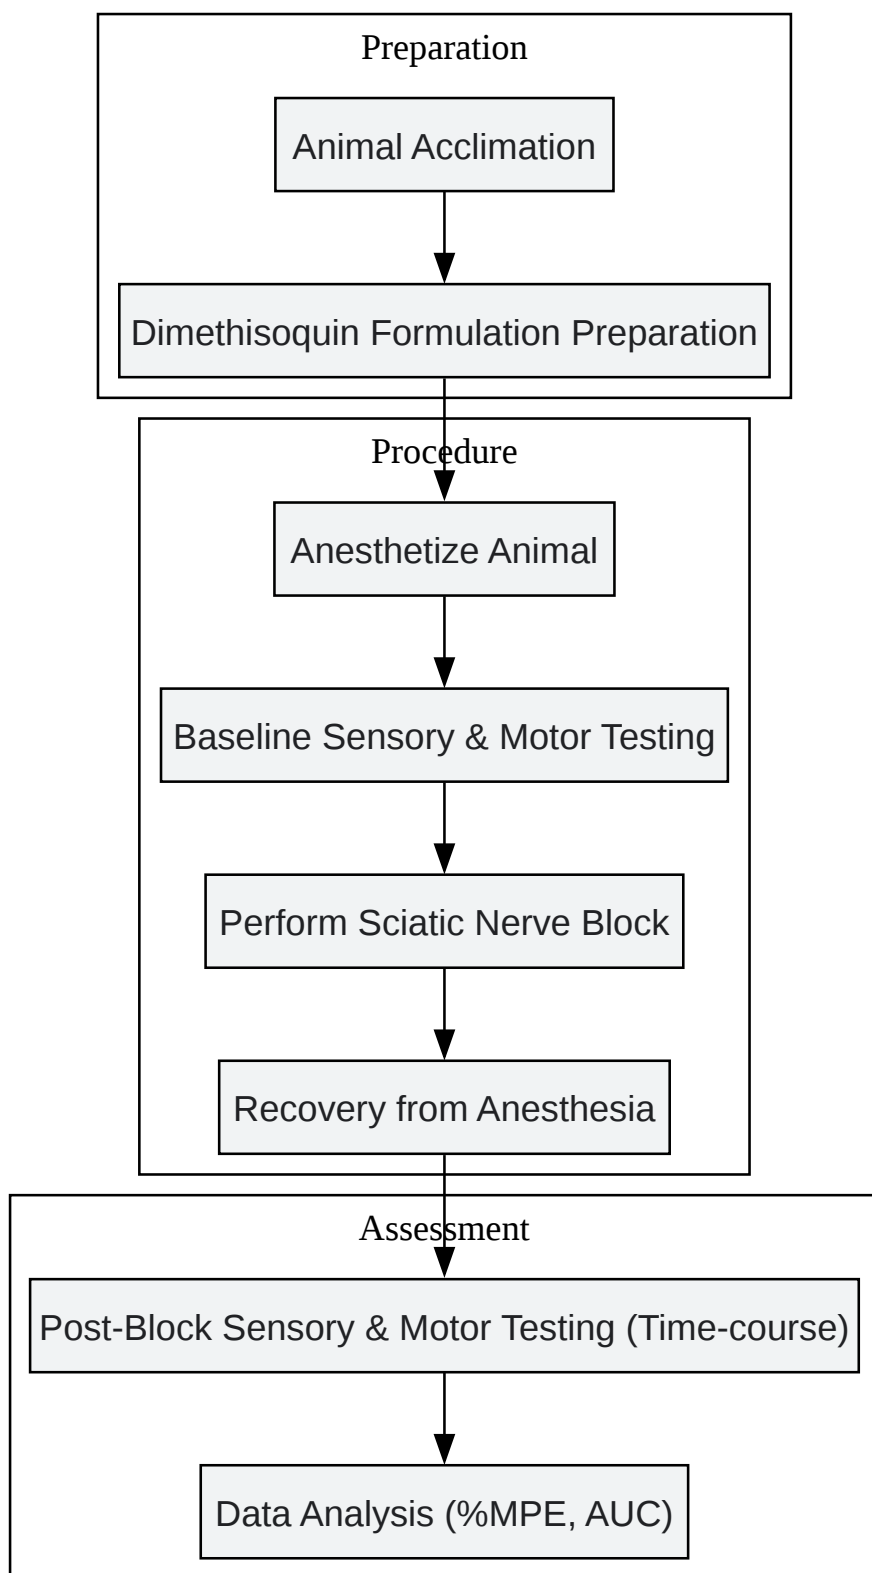 Preparation
Animal Acclimation
Dimethisoquin Formulation Preparation
Procedure
Anesthetize Animal
Baseline Sensory & Motor Testing
Perform Sciatic Nerve Block
Recovery from Anesthesia
Assessment
Post-Block Sensory & Motor Testing (Time-course)
Data Analysis (%MPE, AUC)